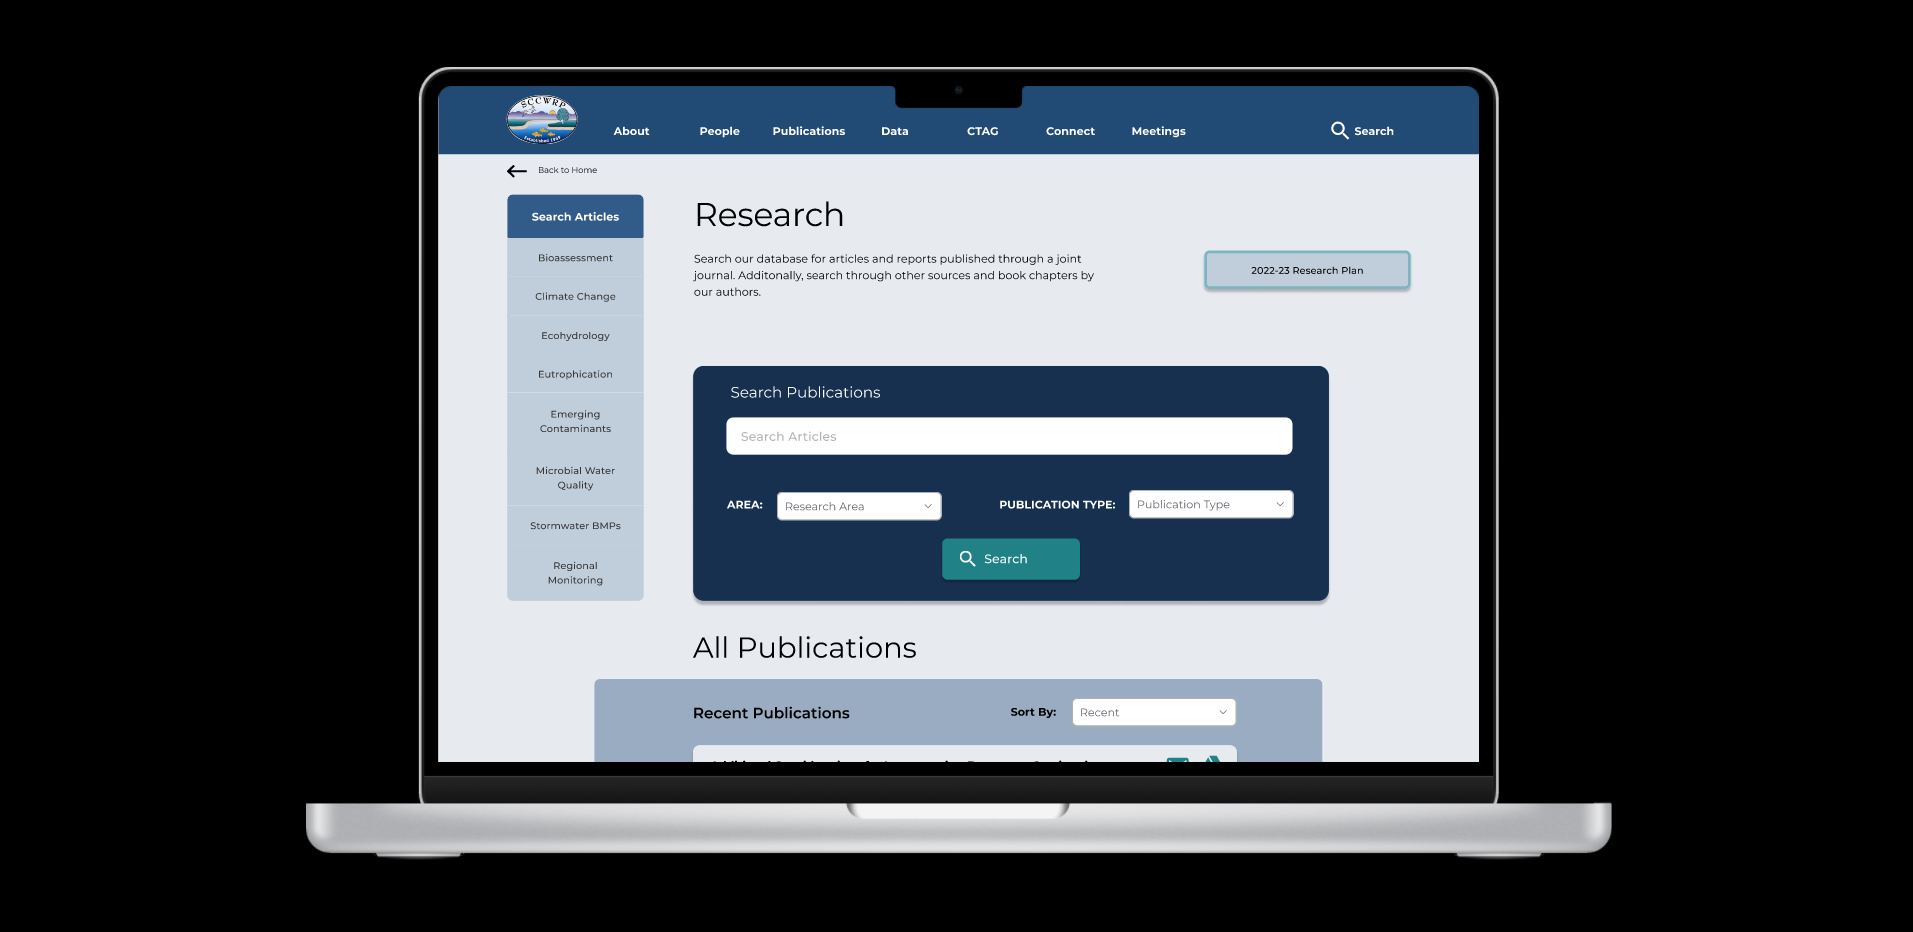 SCCWRP
Established 1969
About People Publications Data CTAG Connect Meetings Search
Back to Home
Search Articles
Bioassessment
Climate Change
Ecohydrology
Eutrophication
Emerging
Contaminants
Microbial Water
Quality
Stormwater BMPs
Regional
Monitoring
Research
Search our database for articles and reports published through a joint
journal. Additonally, search through other sources and book chapters by
our authors.
2022-23 Research Plan
Search Publications
Search Articles
AREA: Research Area PUBLICATION TYPE: Publication Type
Search
All Publications
Recent Publications Sort By: Recent